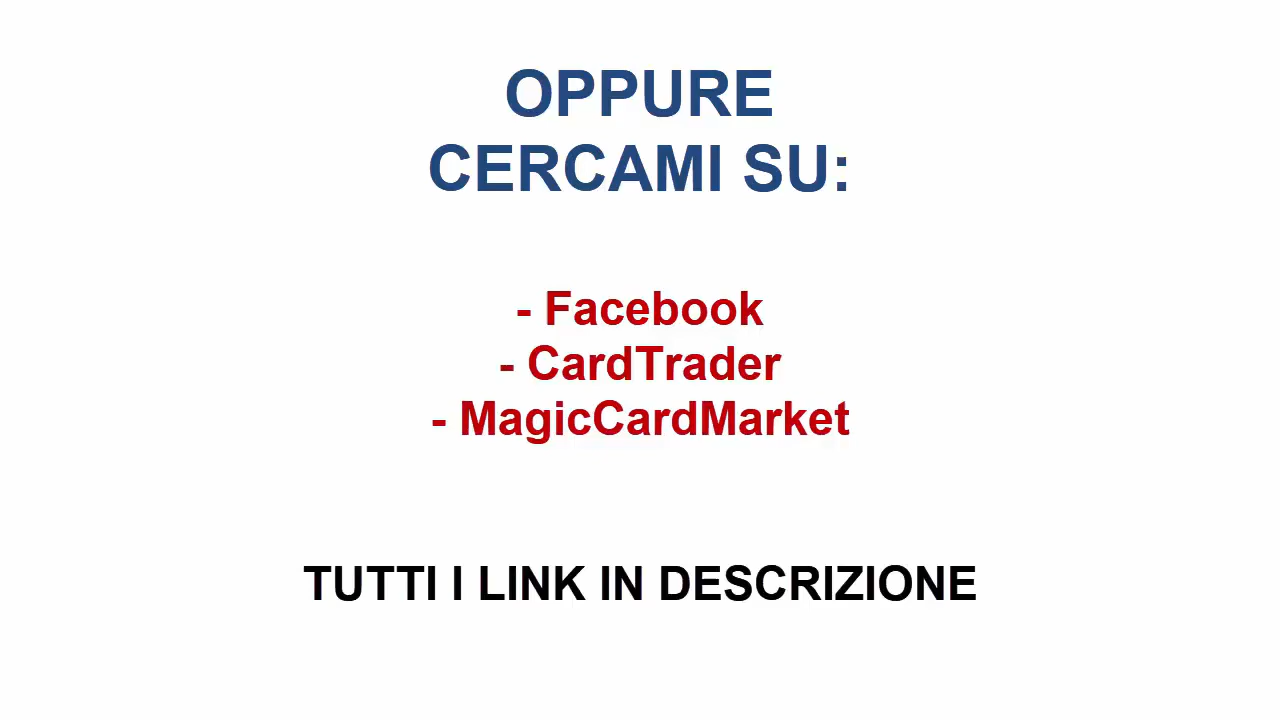 OPPURE
CERCAMI SU:
- Facebook
- CardTrader
- MagicCardMarket
TUTTI I LINK IN DESCRIZIONE